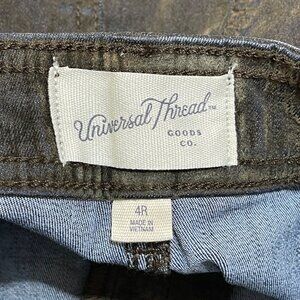 Universal Thread™
GOODS
CO.
4R
MADE IN
VIETNAM